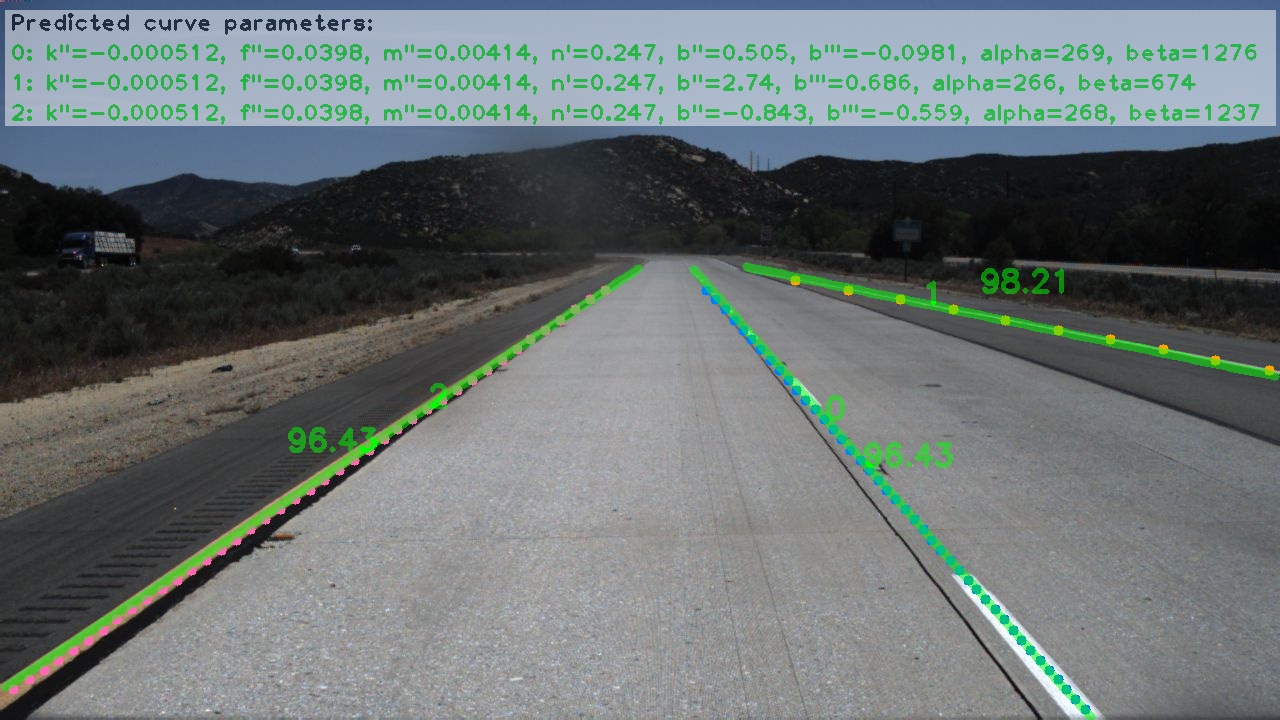 Predicted curve parameters:
0: k"=-0.000512, f"=0.0398, m"=0.00414, n'=0.247, b"=0.505, b"'=-0.0981, alpha=269, beta=1276
1: k"=-0.000512, f"=0.0398, m"=0.00414, n'=0.247, b"=2.74, b"'=0.686, alpha=266, beta=674
2: k"=-0.000512, f"=0.0398, m"=0.00414, n'=0.247, b"=-0.843, b"'=-0.559, alpha=268, beta=1237
1 98.21
2
0
96.43
96.43